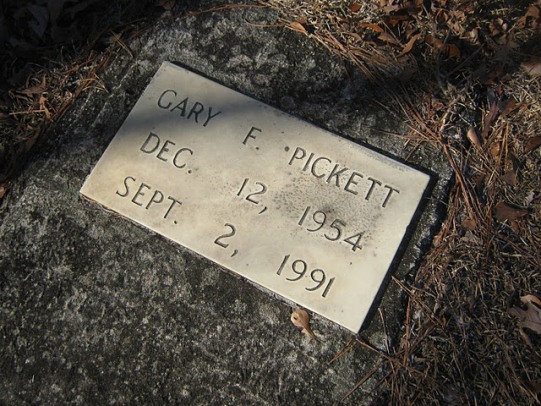 GARY F. PICKETT
DEC. 12, 1954
SEPT. 2, 1991